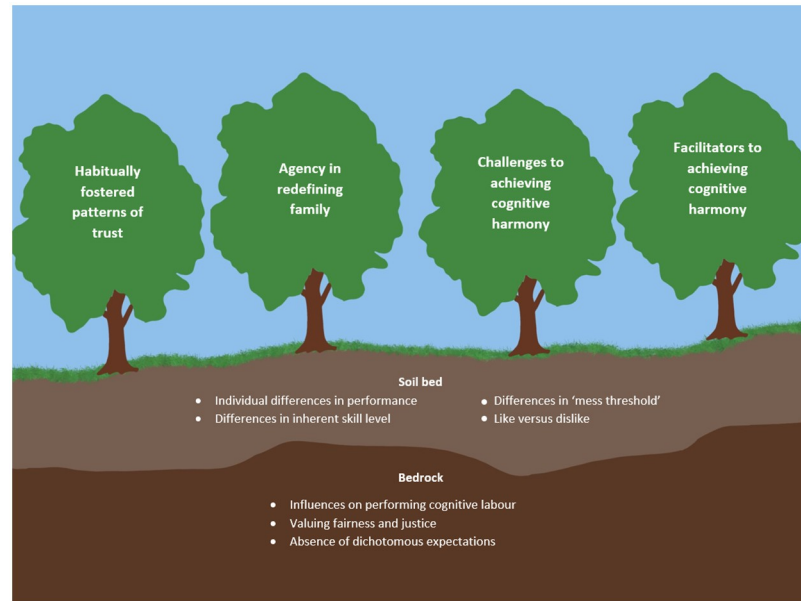 Habitually
fostered
patterns of
trust
Agency in
redefining
family
Challenges to
achieving
cognitive
harmony
Facilitators to
achieving
cognitive
harmony
Soil bed
• Individual differences in performance
• Differences in inherent skill level
• Differences in ‘mess threshold’
• Like versus dislike
Bedrock
• Influences on performing cognitive labour
• Valuing fairness and justice
• Absence of dichotomous expectations